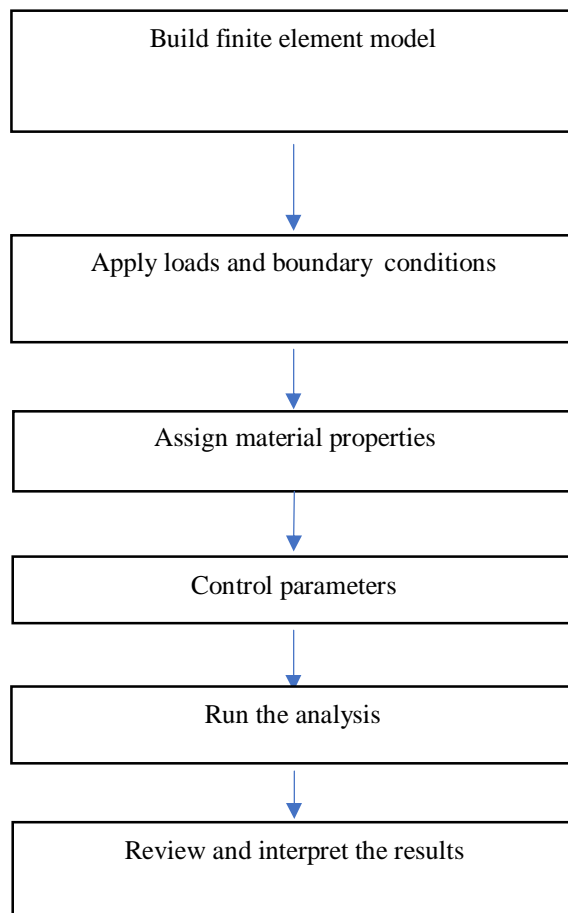 Build finite element model
Apply loads and boundary conditions
Assign material properties
Control parameters
Run the analysis
Review and interpret the results